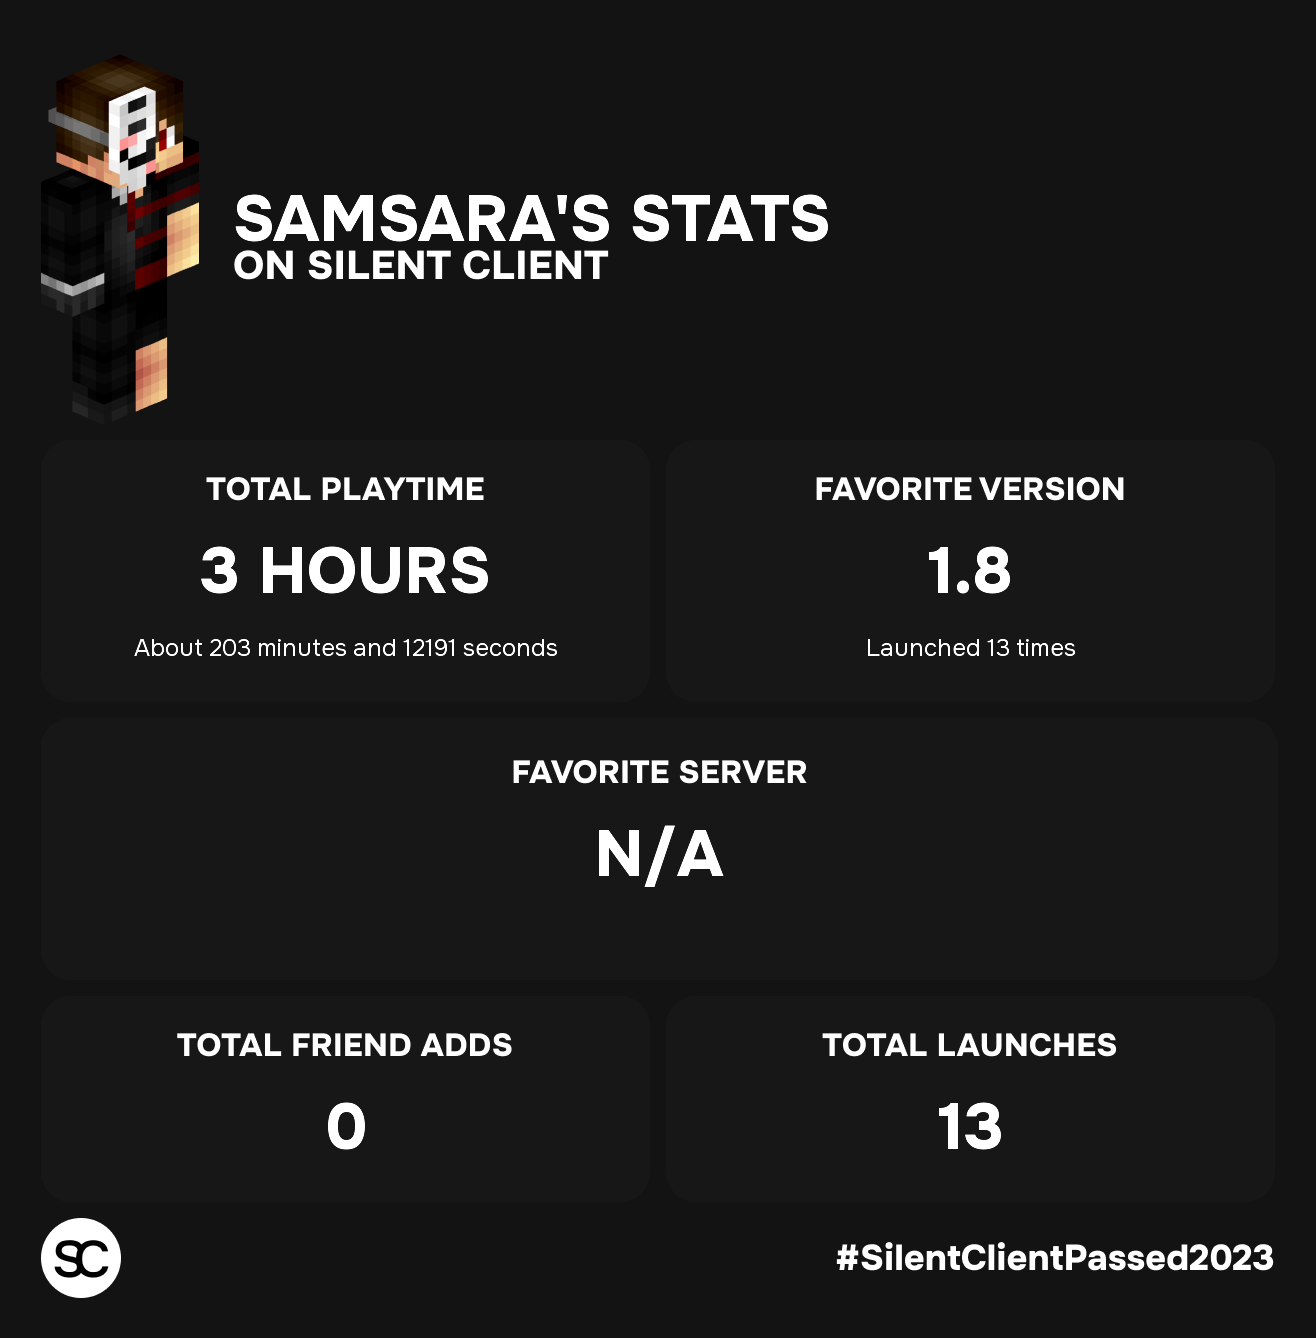 SAMSARA'S STATS
ON SILENT CLIENT
TOTAL PLAYTIME
3 HOURS
About 203 minutes and 12191 seconds
FAVORITE VERSION
1.8
Launched 13 times
FAVORITE SERVER
N/A
TOTAL FRIEND ADDS
0
TOTAL LAUNCHES
13
SC
#SilentClientPassed2023